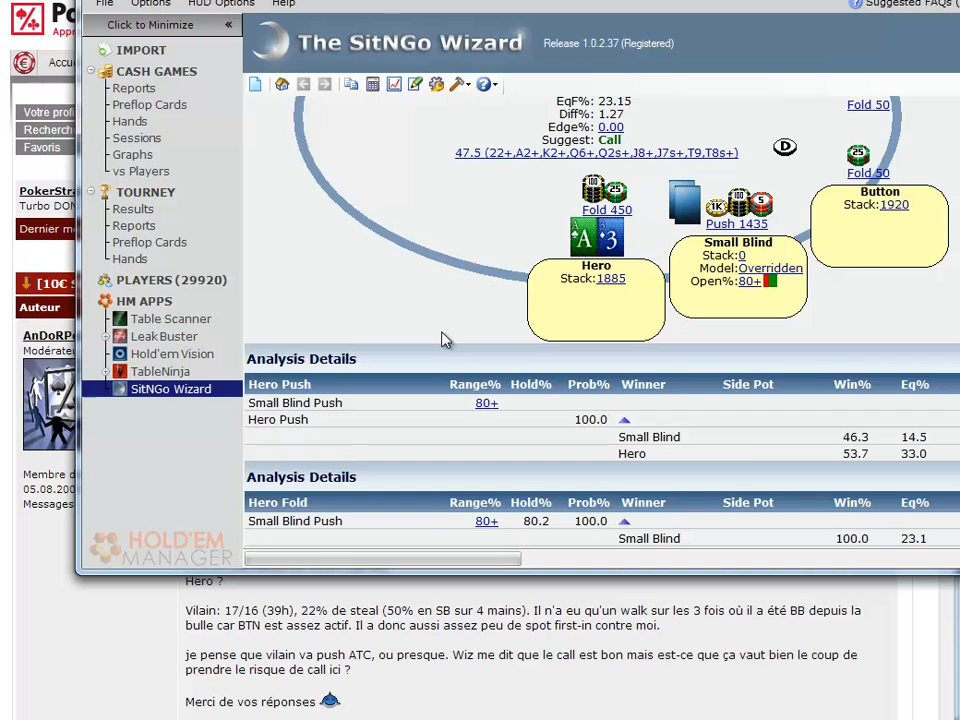 File Options HUD Options Help
Suggested FAQs
Click to Minimize «
The SitNGo Wizard Release 1.0.2.37 (Registered)
Accu
Votre profi
Recherch
Favoris
PokerStra
Turbo DON
Dernier me
[10€ S
Auteur
AnDoRPo
Modérateu
Membre d
05.08.200
Messages
IMPORT
CASH GAMES
Reports
Preflop Cards
Hands
Sessions
Graphs
vs Players
TOURNEY
Results
Reports
Preflop Cards
Hands
PLAYERS (29920)
HM APPS
Table Scanner
LeakBuster
Hold'em Vision
TableNinja
SitNGo Wizard
HOLD'EM
MANAGER
EqF%: 23.15
Diff%: 1.27
Edge%: 0.00
Suggest: Call
47.5 (22+,A2+,K2+,Q6+,Q2s+,J8+,J7s+,T9,T8s+)
Fold 50
D
25
Fold 50
Button
Stack:1920
100 25
Fold 450
A 3
Hero
Stack:1885
1K 100 5
Push 1435
Small Blind
Stack:0
Model:Overridden
Open%:80+
Analysis Details
Hero Push Range% Hold% Prob% Winner Side Pot Win% Eq%
Small Blind Push 80+
Hero Push 100.0
Small Blind 46.3 14.5
Hero 53.7 33.0
Analysis Details
Hero Fold Range% Hold% Prob% Winner Side Pot Win% Eq%
Small Blind Push 80+ 80.2 100.0
Small Blind 100.0 23.1
Hero ?
Vilain: 17/16 (39h), 22% de steal (50% en SB sur 4 mains). Il n'a eu qu'un walk sur les 3 fois où il a été BB depuis la
bulle car BTN est assez actif. Il a donc aussi assez peu de spot first-in contre moi.
je pense que vilain va push ATC, ou presque. Wiz me dit que le call est bon mais est-ce que ça vaut bien le coup de
prendre le risque de call ici ?
Merci de vos réponses